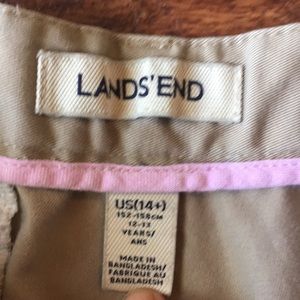 LANDS' END
US(14+)
152-158CM
12-13
YEARS/
ANS
MADE IN
BANGLADESH/
FABRIQUÉ AU
BANGLADESH